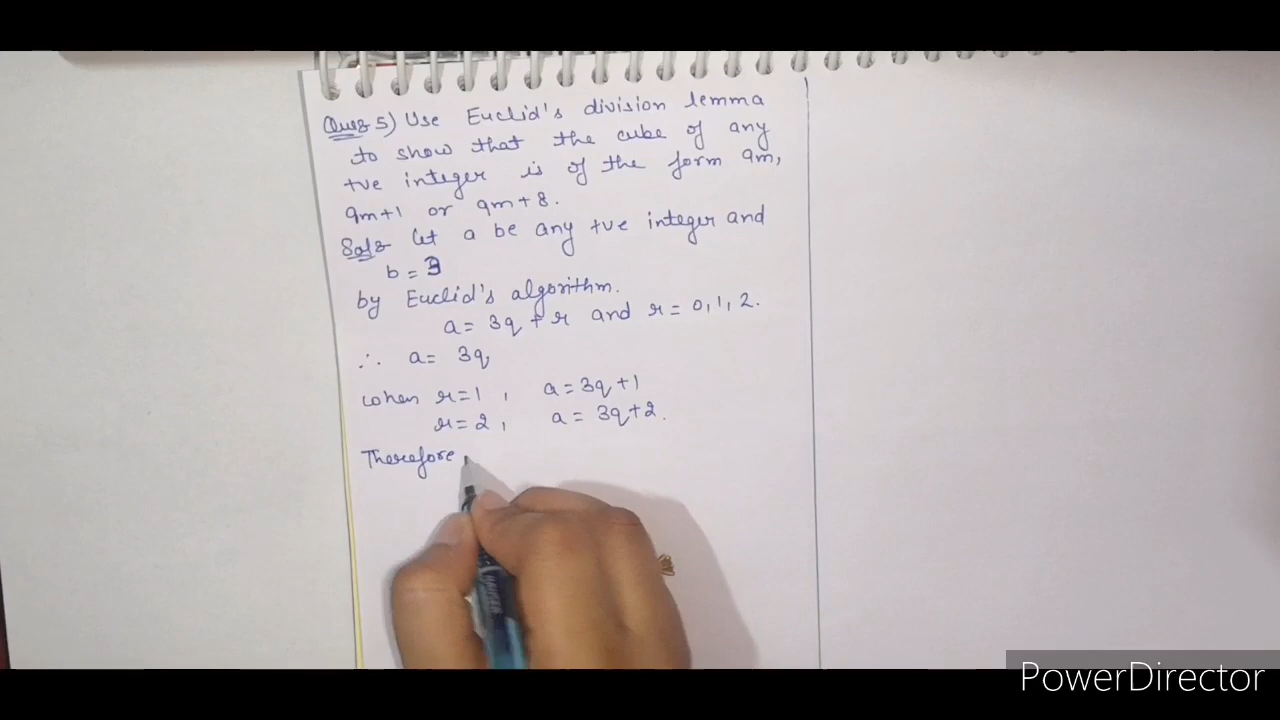 Ques 5) Use Euclid's division lemma
to show that the cube of any
+ve integer is of the form 9m,
9m+1 or 9m+8.
Sol: let a be any +ve integer and
b = 3
by Euclid's algorithm.
a = 3q + r and r = 0, 1, 2.
∴ a = 3q
when r = 1, a = 3q + 1
r = 2, a = 3q + 2.
Therefore
PowerDirector